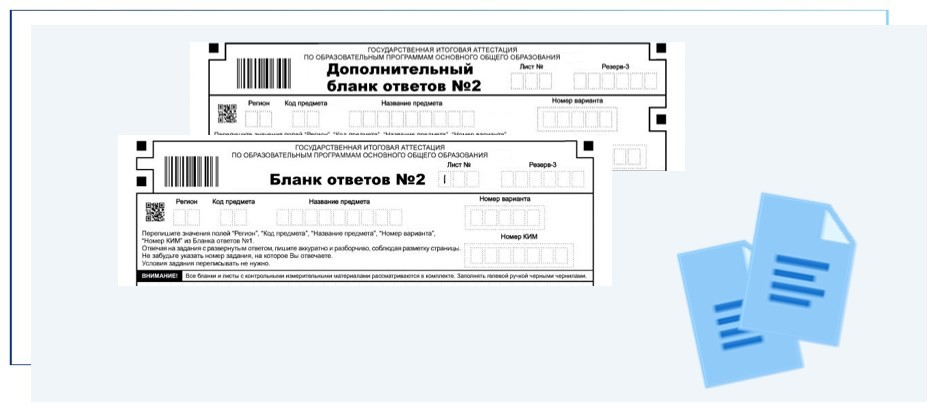 ГОСУДАРСТВЕННАЯ ИТОГОВАЯ АТТЕСТАЦИЯ
ПО ОБРАЗОВАТЕЛЬНЫМ ПРОГРАММАМ ОСНОВНОГО ОБЩЕГО ОБРАЗОВАНИЯ
Дополнительный
бланк ответов №2
Лист №
Резерв-3
Регион
Код предмета
Название предмета
Номер варианта
Перепишите значения полей "Регион", "Код предмета", "Название предмета", "Номер варианта",
ГОСУДАРСТВЕННАЯ ИТОГОВАЯ АТТЕСТАЦИЯ
ПО ОБРАЗОВАТЕЛЬНЫМ ПРОГРАММАМ ОСНОВНОГО ОБЩЕГО ОБРАЗОВАНИЯ
Бланк ответов №2
Лист №
1
Резерв-3
Регион
Код предмета
Название предмета
Номер варианта
Номер КИМ
Перепишите значения полей "Регион", "Код предмета", "Название предмета", "Номер варианта",
"Номер КИМ" из Бланка ответов №1.
Отвечая на задания с развернутым ответом, пишите аккуратно и разборчиво, соблюдая разметку страницы.
Не забудьте указать номер задания, на которое Вы отвечаете.
Условия задания переписывать не нужно.
ВНИМАНИЕ! Все бланки и листы с контрольными измерительными материалами рассматриваются в комплекте. Заполнять гелевой ручкой черными чернилами.